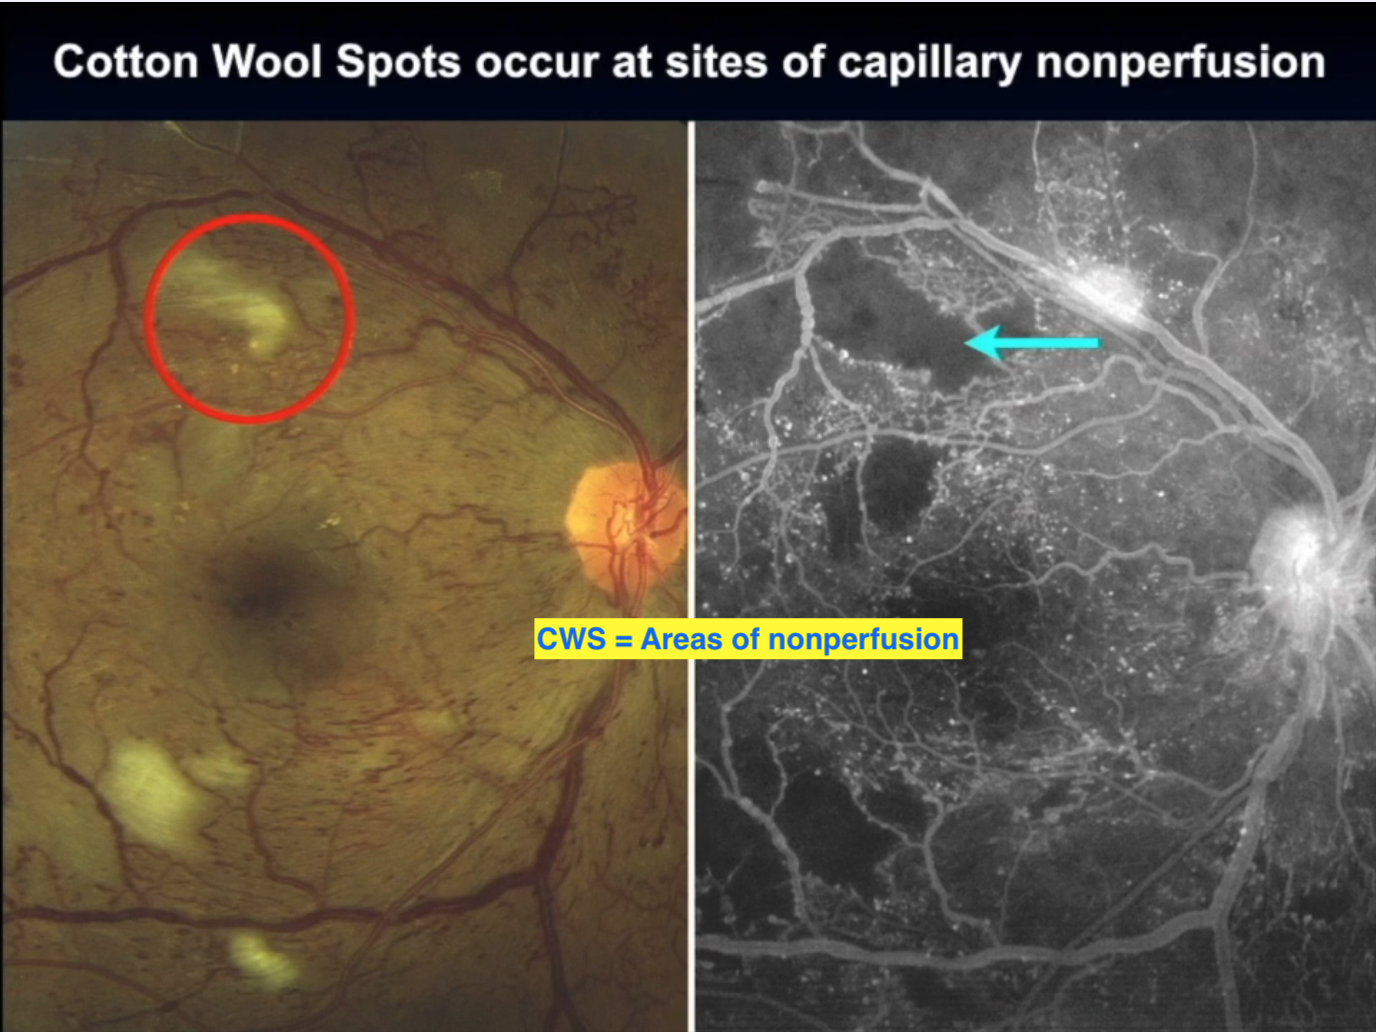 Cotton Wool Spots occur at sites of capillary nonperfusion
CWS = Areas of nonperfusion